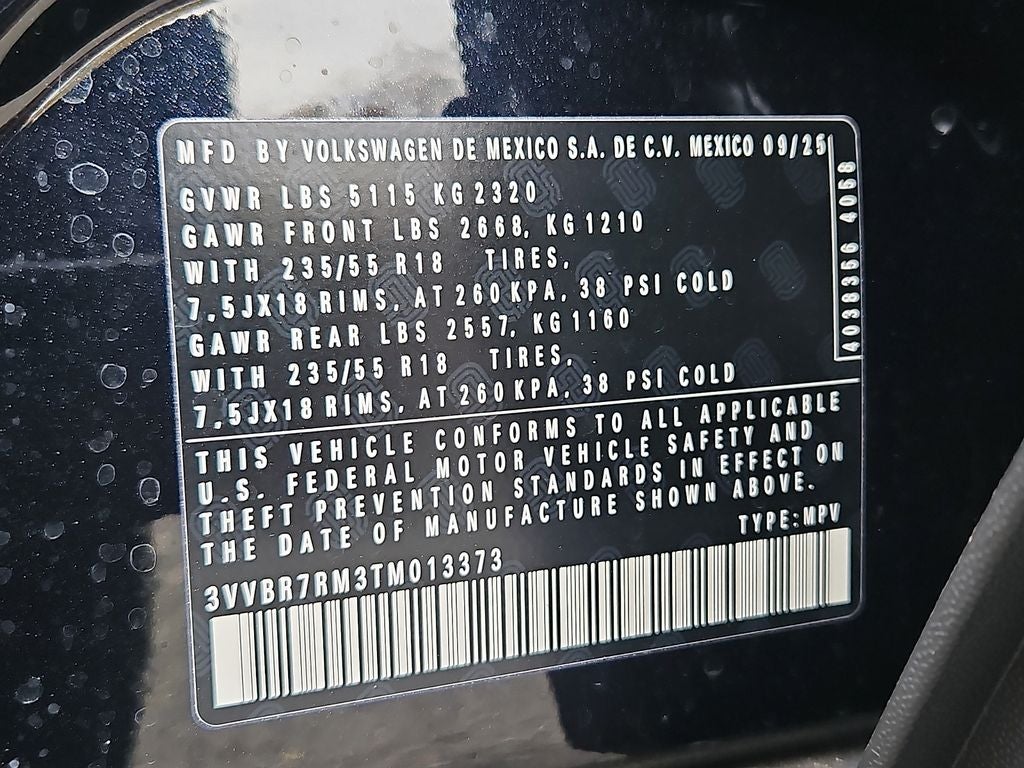 MFD BY VOLKSWAGEN DE MEXICO S.A. DE C.V. MEXICO 09/25
GVWR LBS 5115 KG 2320
GAWR FRONT LBS 2668, KG 1210
WITH 235/55 R18 TIRES,
7,5JX18 RIMS, AT 260 KPA, 38 PSI COLD
GAWR REAR LBS 2557, KG 1160
WITH 235/55 R18 TIRES,
7,5JX18 RIMS, AT 260 KPA, 38 PSI COLD
4038356 4058
THIS VEHICLE CONFORMS TO ALL APPLICABLE
U.S. FEDERAL MOTOR VEHICLE SAFETY AND
THEFT PREVENTION STANDARDS IN EFFECT ON
THE DATE OF MANUFACTURE SHOWN ABOVE.
TYPE:MPV
3VVBR7RM3TM013373